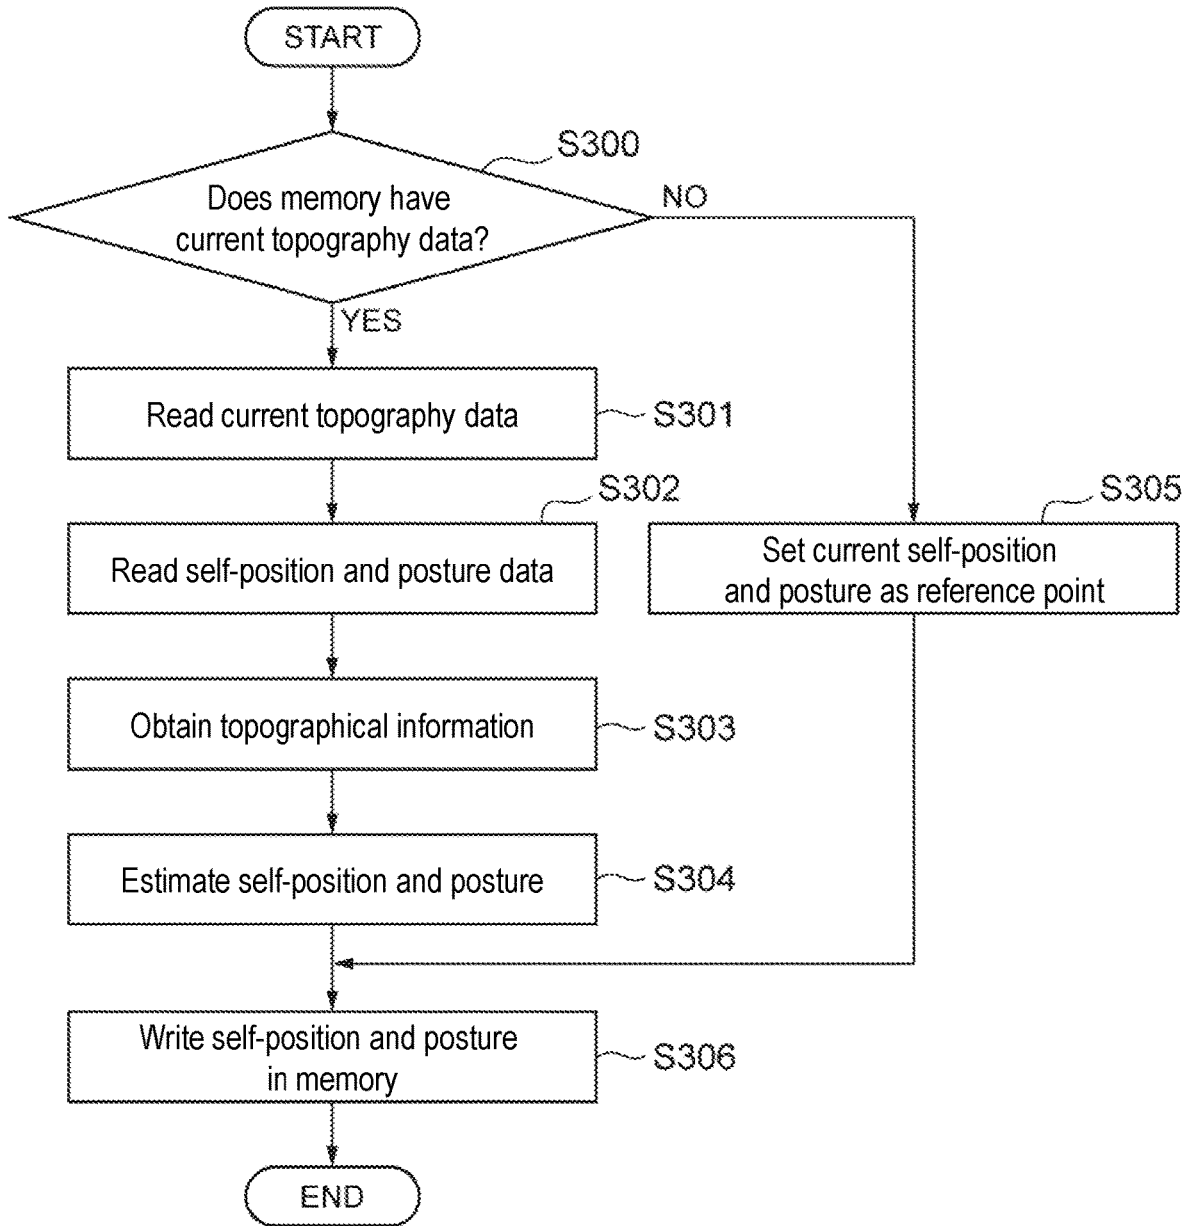 START
S300
Does memory have
current topography data?
NO
YES
Read current topography data
S301
S302
Read self-position and posture data
S305
Set current self-position
and posture as reference point
Obtain topographical information
S303
Estimate self-position and posture
S304
Write self-position and posture
in memory
S306
END